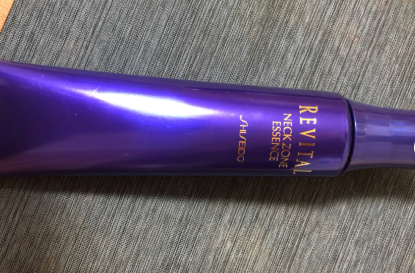 REVITAL
NECK ZONE
ESSENCE
SHISEIDO